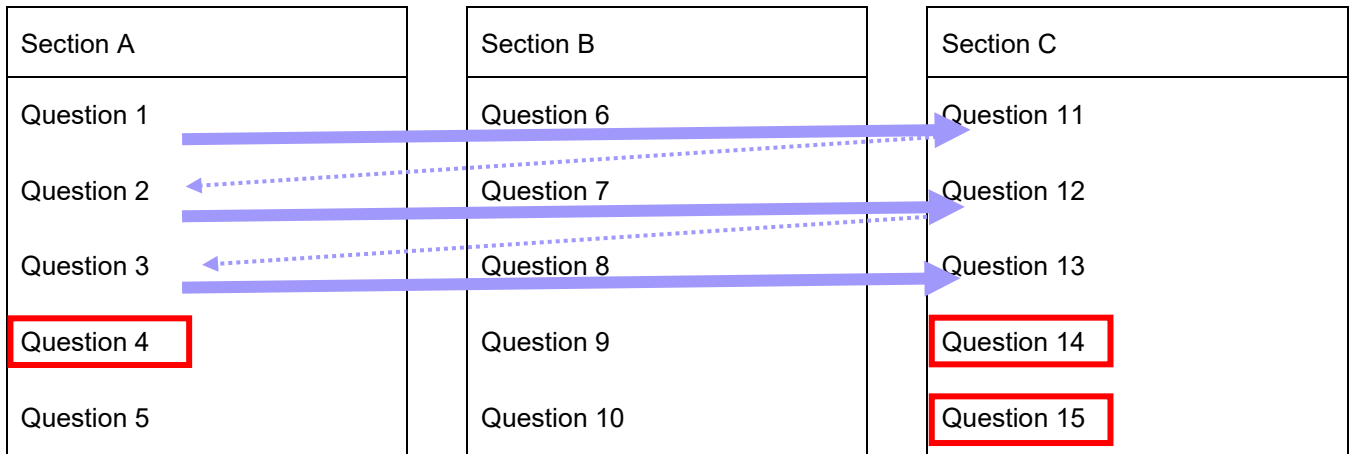 Section A
Question 1
Question 2
Question 3
Question 4
Question 5
Section B
Question 6
Question 7
Question 8
Question 9
Question 10
Section C
Question 11
Question 12
Question 13
Question 14
Question 15